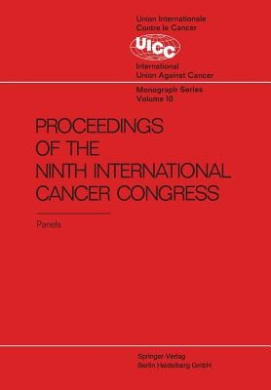 Union Internationale
Contre le Cancer
UICC
International
Union Against Cancer
Monograph Series
Volume 10
PROCEEDINGS
OF THE
NINTH INTERNATIONAL
CANCER CONGRESS
Panels
Springer-Verlag
Berlin Heidelberg GmbH